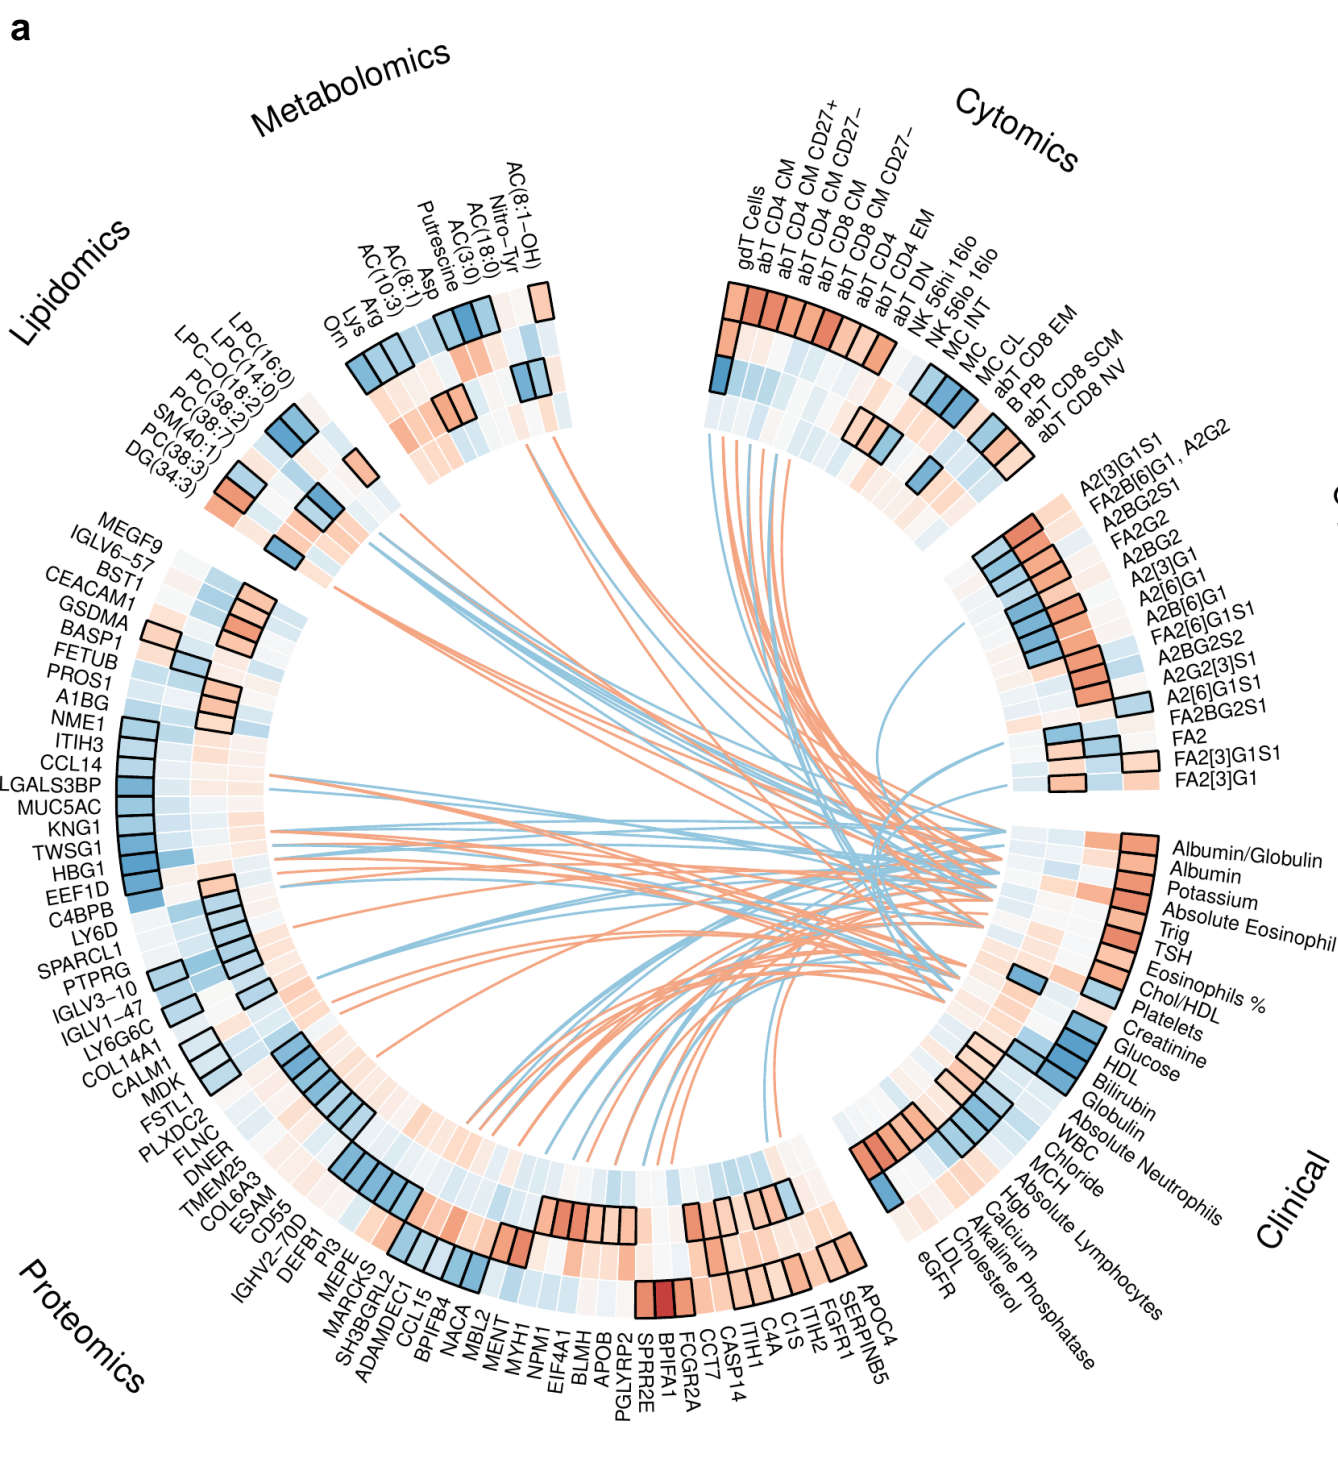 a
Metabolomics
Cytomics
Lipidomics
Proteomics
Clinical
Orn
Lys
Arg
AC(10:3)
AC(8:1)
Asp
Putrescine
AC(3:0)
AC(18:0)
Nitro−Tyr
AC(8:1−OH)
gdT Cells
abT CD4 CM
abT CD4 CM CD27+
abT CD4 CM CD27−
abT CD8 CM
abT CD8 CM CD27−
abT CD4
abT CD4 EM
abT DN
NK 56hi 16lo
NK 56lo 16lo
MC INT
MC CL
abT CD8 EM
B PB
abT CD8 SCM
abT CD8 NV
A2[3]G1S1
FA2B[6]G1, A2G2
A2BG2S1
FA2G2
A2BG2
A2[3]G1
A2[6]G1
A2B[6]G1
FA2[6]G1S1
A2BG2S2
A2G2[3]S1
A2[6]G1S1
FA2BG2S1
FA2
FA2[3]G1S1
FA2[3]G1
Albumin/Globulin
Albumin
Potassium
Absolute Eosinophil
Trig
TSH
Eosinophils %
Chol/HDL
Platelets
Creatinine
Glucose
HDL
Bilirubin
Globulin
Absolute Neutrophils
WBC
Chloride
MCH
Absolute Lymphocytes
Hgb
Calcium
Alkaline Phosphatase
Cholesterol
LDL
eGFR
APOC4
SERPINB5
FGFR1
ITIH2
C1S
C4A
ITIH1
CASP14
CCT7
FCGR2A
BPIFA1
SPRR2E
PGLYRP2
APOB
BLMH
EIF4A1
NPM1
MYH1
MENT
MBL2
NACA
BPIFB4
CCL15
ADAMDEC1
SH3BGRL2
MARCKS
MEPE
PI3
DEFB1
IGHV2−70D
CD55
ESAM
COL6A3
TMEM25
DNER
FLNC
PLXDC2
FSTL1
MDK
CALM1
COL14A1
LY6G6C
IGLV1−47
IGLV3−10
PTPRG
SPARCL1
LY6D
C4BPB
EEF1D
HBG1
TWSG1
KNG1
MUC5AC
LGALS3BP
CCL14
ITIH3
NME1
A1BG
PROS1
FETUB
BASP1
GSDMA
CEACAM1
BST1
IGLV6−57
MEGF9
DG(34:3)
PC(38:3)
SM(40:1)
PC(38:7)
PC(38:2)
LPC−O(18:2)
LPC(14:0)
LPC(16:0)